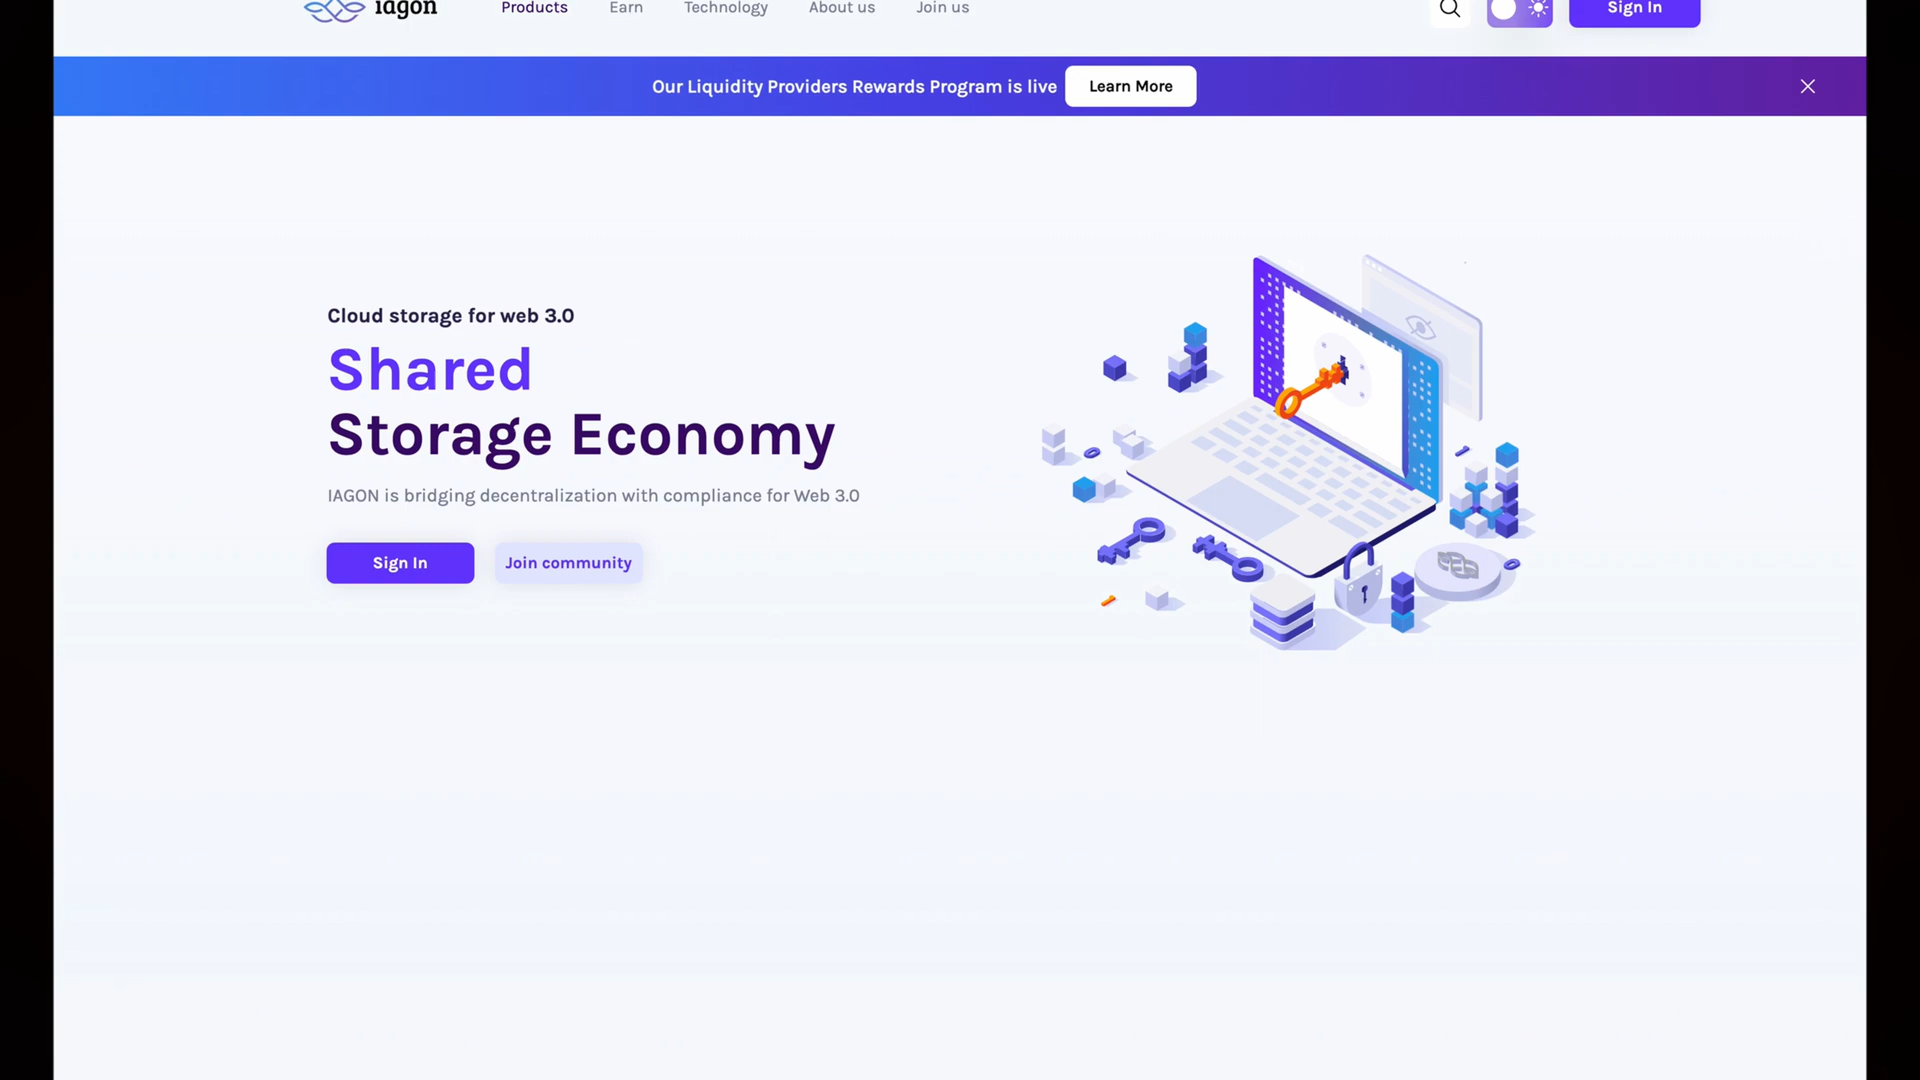 iagon
Products
Earn
Technology
About us
Join us
Sign In
Our Liquidity Providers Rewards Program is live
Learn More
Cloud storage for web 3.0
Shared
Storage Economy
IAGON is bridging decentralization with compliance for Web 3.0
Sign In
Join community